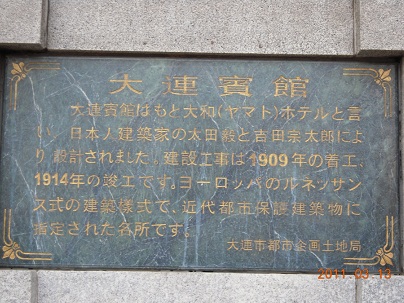 大連賓館
大連賓館はもと大和(ヤマト)ホテルと言
い、日本ノ建築家の太田毅と吉田宗太郎によ
り設計されました。建設工事は1909年の着工、
1914年の竣工です。ヨーロッパのルネッサン
ス式の建築様式で、近代都市保護建築物に
指定された名所です。
大連市都市企画土地局
2011.03.13